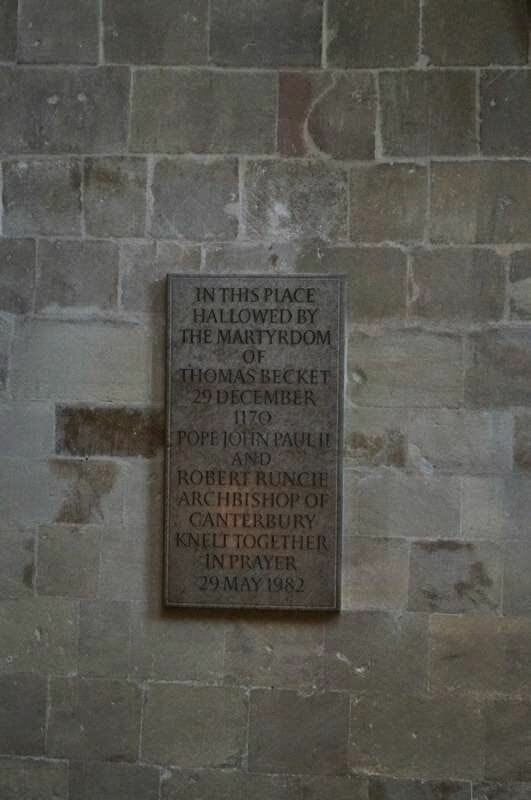 IN THIS PLACE
HALLOWED BY
THE MARTYRDOM
OF
THOMAS BECKET
29 DECEMBER
1170
POPE JOHN PAUL II
AND
ROBERT RUNCIE
ARCHBISHOP OF
CANTERBURY
KNELT TOGETHER
IN PRAYER
29 MAY 1982